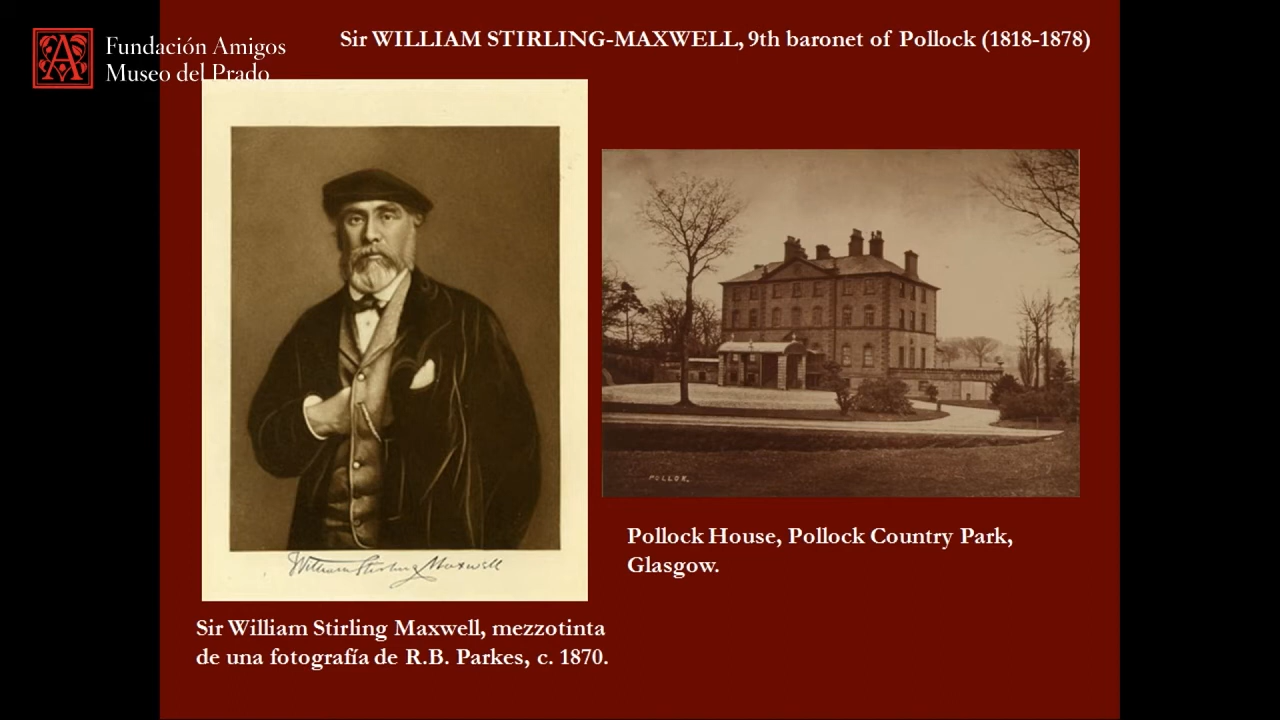 Fundación Amigos
Museo del Prado
Sir WILLIAM STIRLING-MAXWELL, 9th baronet of Pollock (1818-1878)
William Stirling Maxwell
POLLOK.
Pollock House, Pollock Country Park,
Glasgow.
Sir William Stirling Maxwell, mezzotinta
de una fotografía de R.B. Parkes, c. 1870.